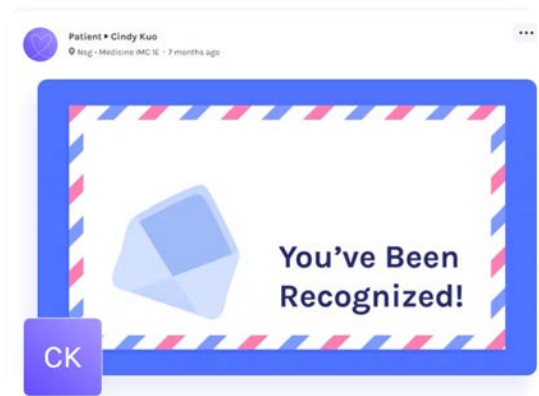 Patient ▸ Cindy Kuo
Nsg - Medicine IMC 1E - 7 months ago
You've Been
Recognized!
CK